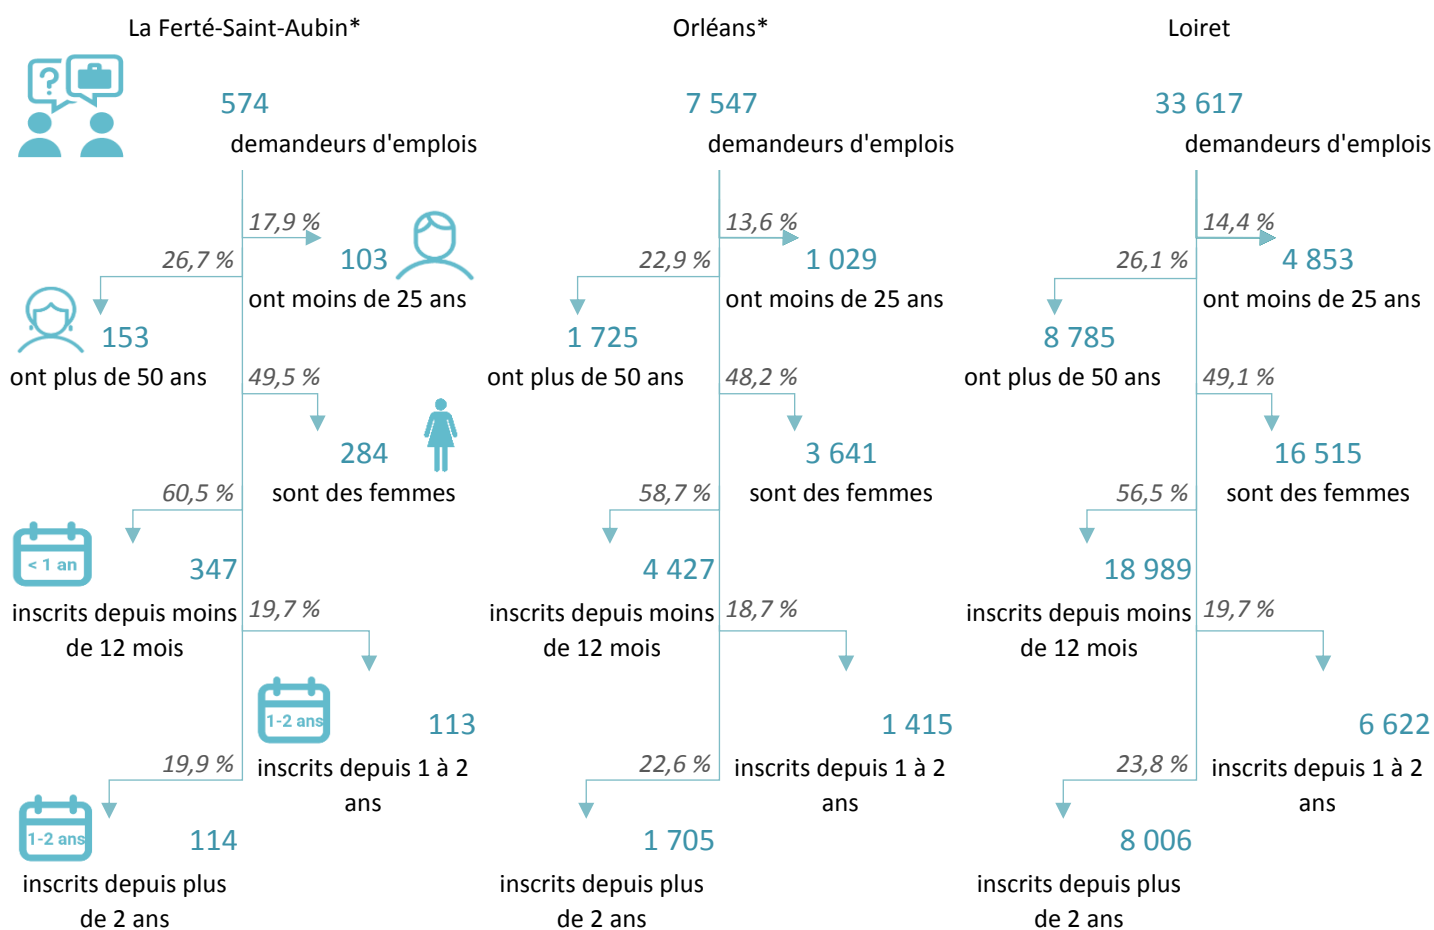 La Ferté-Saint-Aubin*
Orléans*
Loiret
?
574
7 547
33 617
demandeurs d'emplois
demandeurs d'emplois
demandeurs d'emplois
17,9 %
13,6 %
14,4 %
26,7 %
103
22,9 %
1 029
26,1 %
4 853
ont moins de 25 ans
ont moins de 25 ans
ont moins de 25 ans
153
1 725
8 785
ont plus de 50 ans
49,5 %
ont plus de 50 ans
48,2 %
ont plus de 50 ans
49,1 %
284
3 641
16 515
60,5 %
sont des femmes
58,7 %
sont des femmes
56,5 %
sont des femmes
< 1 an
347
4 427
18 989
inscrits depuis moins
de 12 mois
19,7 %
inscrits depuis moins
de 12 mois
18,7 %
inscrits depuis moins
de 12 mois
19,7 %
1-2 ans
113
1 415
6 622
19,9 %
inscrits depuis 1 à 2
ans
22,6 %
inscrits depuis 1 à 2
ans
23,8 %
inscrits depuis 1 à 2
ans
1-2 ans
114
1 705
8 006
inscrits depuis plus
de 2 ans
inscrits depuis plus
de 2 ans
inscrits depuis plus
de 2 ans